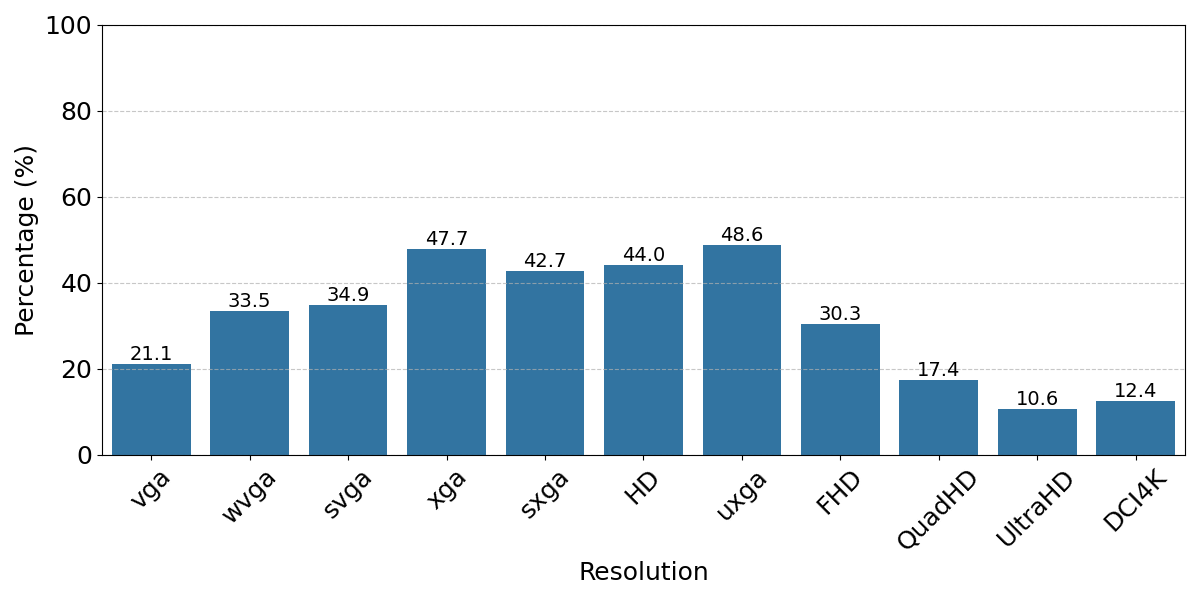 100
80
60
40
20
0
Percentage (%)
21.1
33.5
34.9
47.7
42.7
44.0
48.6
30.3
17.4
10.6
12.4
vga
wvga
svga
xga
sxga
HD
uxga
FHD
QuadHD
UltraHD
DCI4K
Resolution